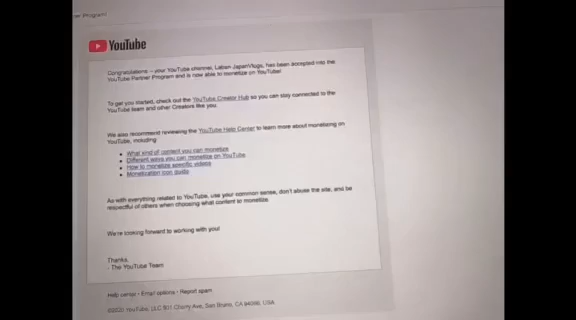 er Program
YouTube
Congratulations – your YouTube channel, Laban JapanVlogs, has been accepted into the
YouTube Partner Program and is now able to monetize on YouTube!
To get you started, check out the YouTube Creator Hub so you can stay connected to the
YouTube team and other Creators like you.
We also recommend reviewing the YouTube Help Center to learn more about monetising on
YouTube, including:
What kind of content you can monetize
Different ways you can monetize on YouTube
How to monetize specific videos
Monetization icon guide
As with everything related to YouTube, use your common sense, don't abuse the site, and be
respectful of others when choosing what content to monetize.
We're looking forward to working with you!
Thanks,
- The YouTube Team
Help center • Email options • Report spam
©2020 YouTube, LLC 901 Cherry Ave, San Bruno, CA 94066, USA